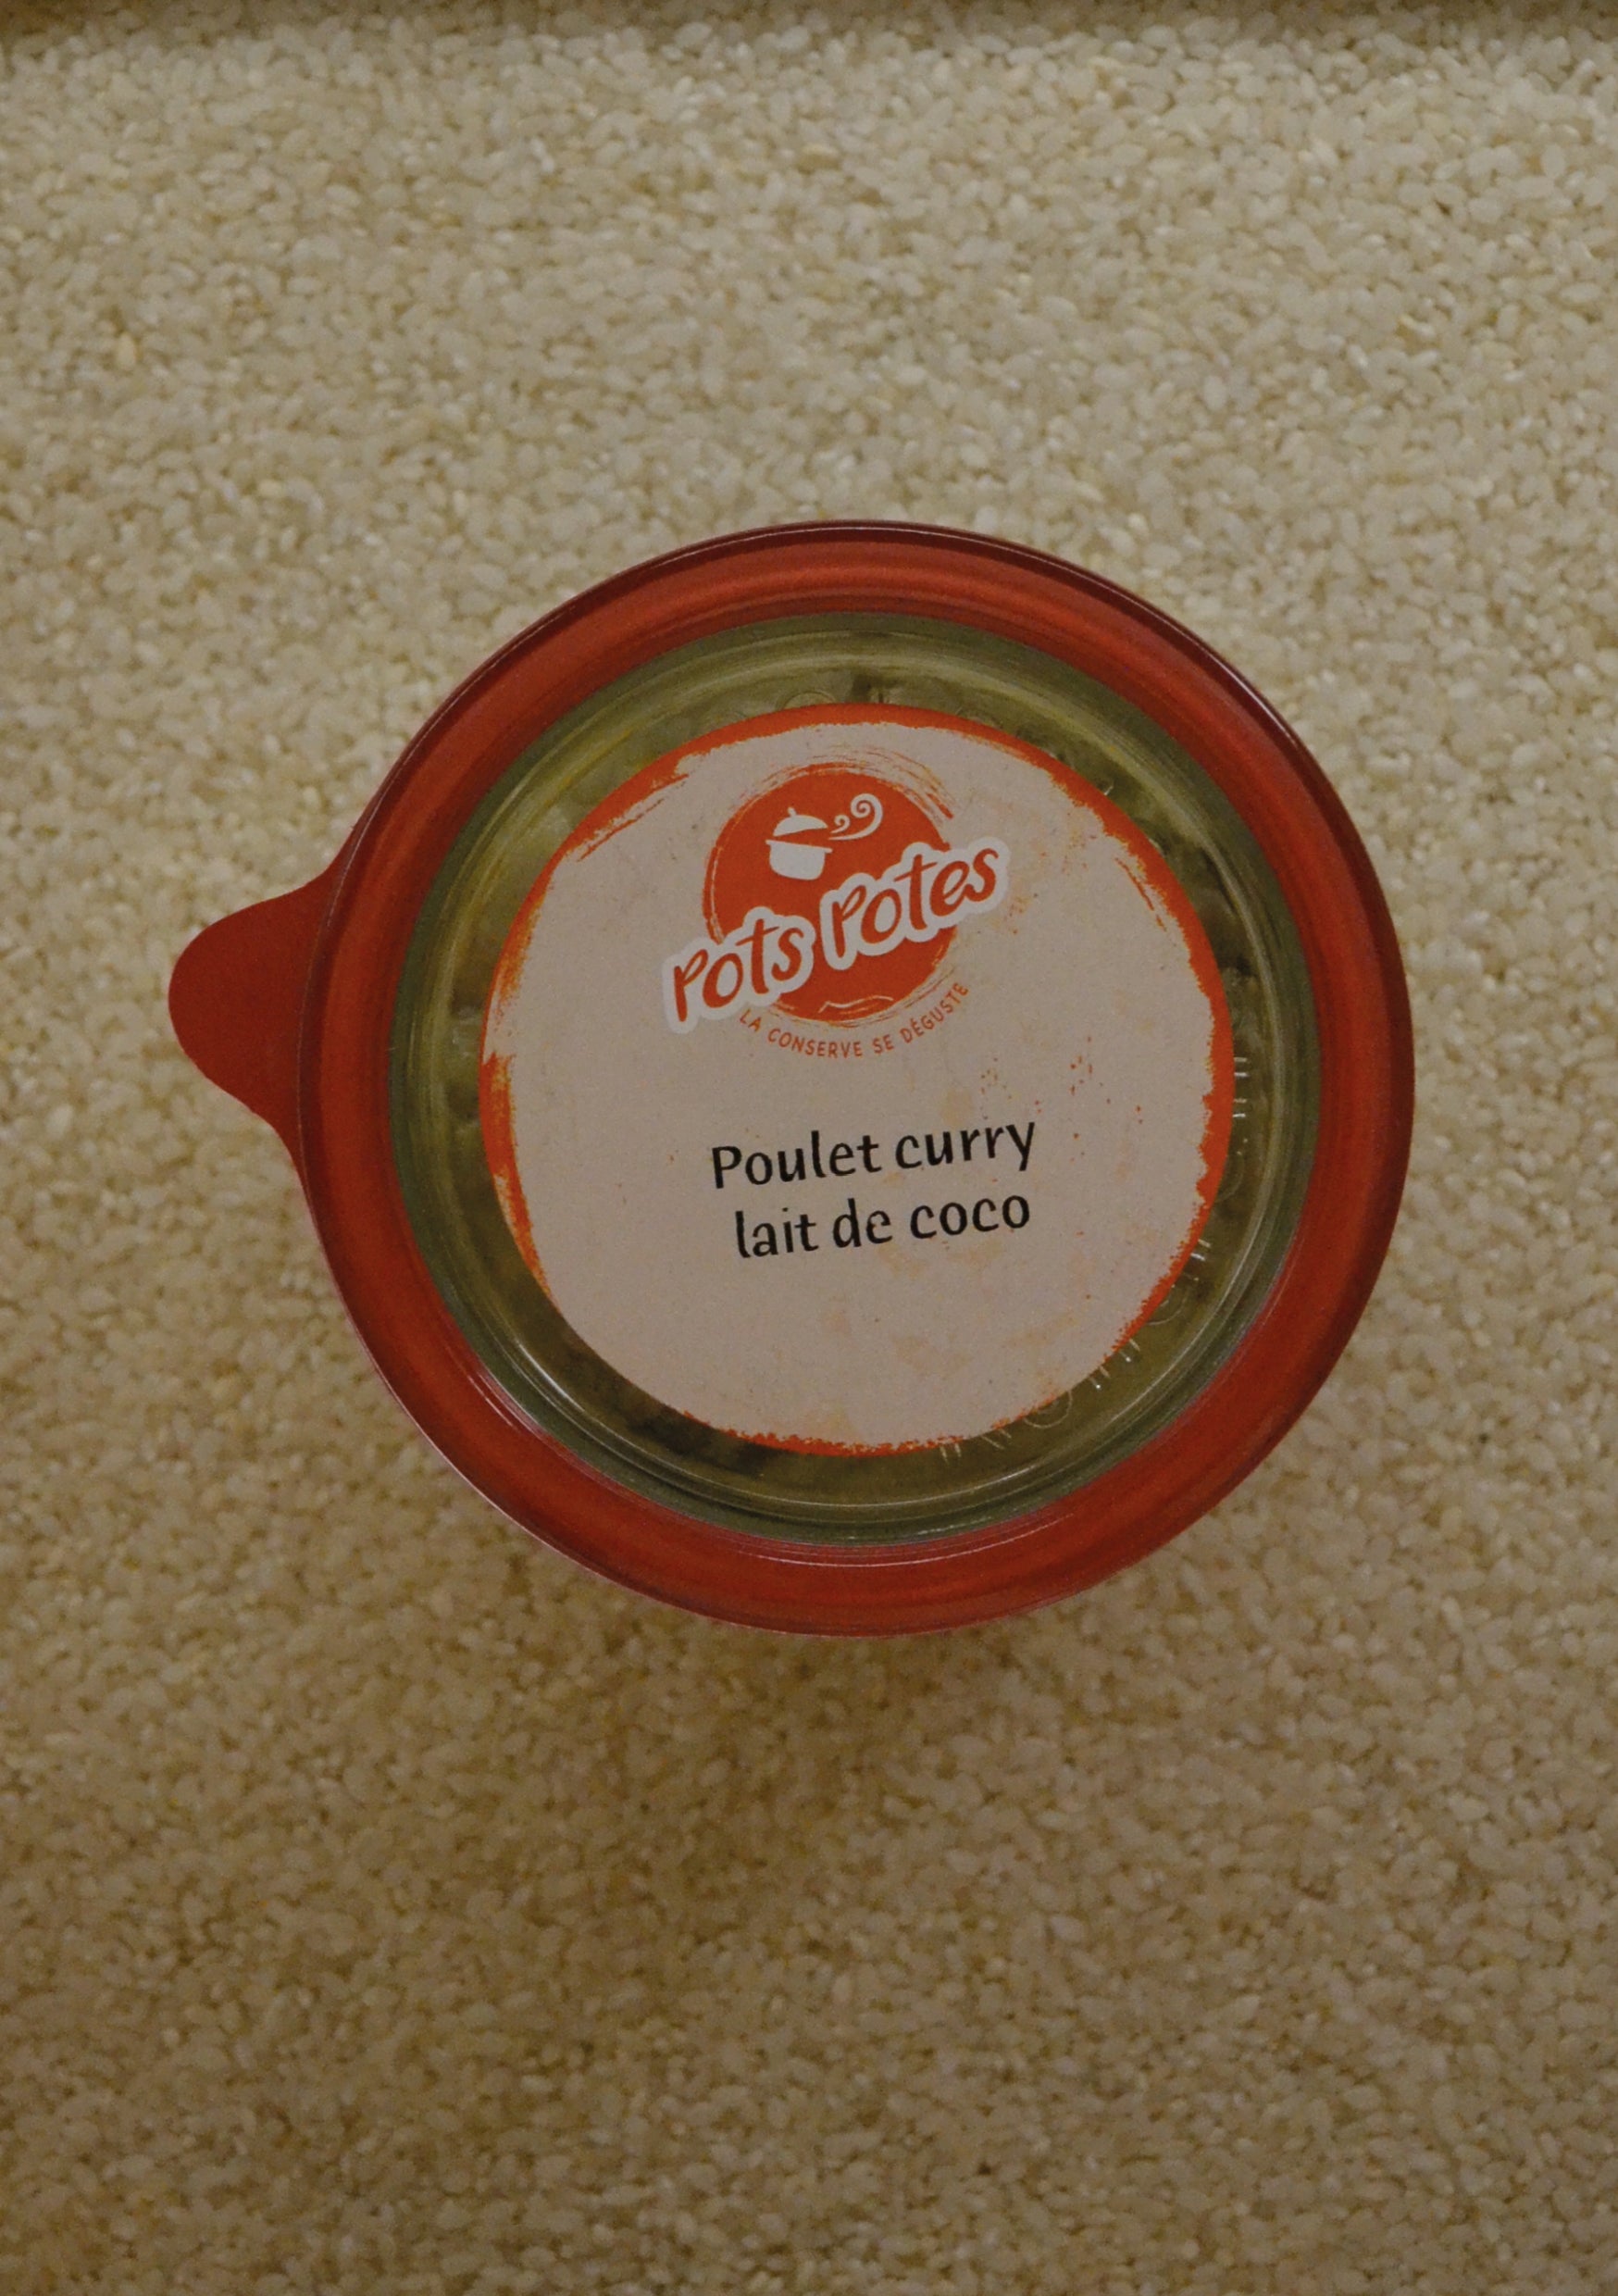 Pots Potes
LA CONSERVE SE DÉGUSTE
Poulet curry
lait de coco